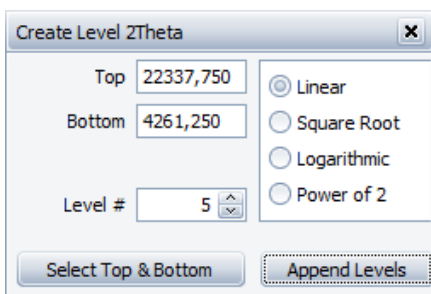 Create Level 2Theta
Top 22337,750
Bottom 4261,250
Level # 5
Linear
Square Root
Logarithmic
Power of 2
Select Top & Bottom Append Levels